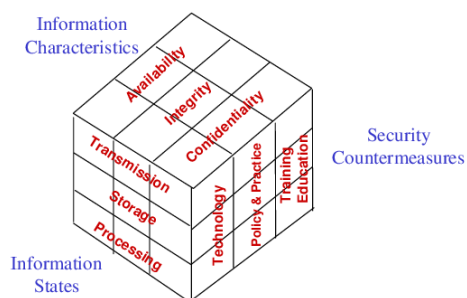 Information
Characteristics
Availability
Integrity
Confidentiality
Transmission
Storage
Processing
Technology
Policy & Practice
Training
Education
Security
Countermeasures
Information
States